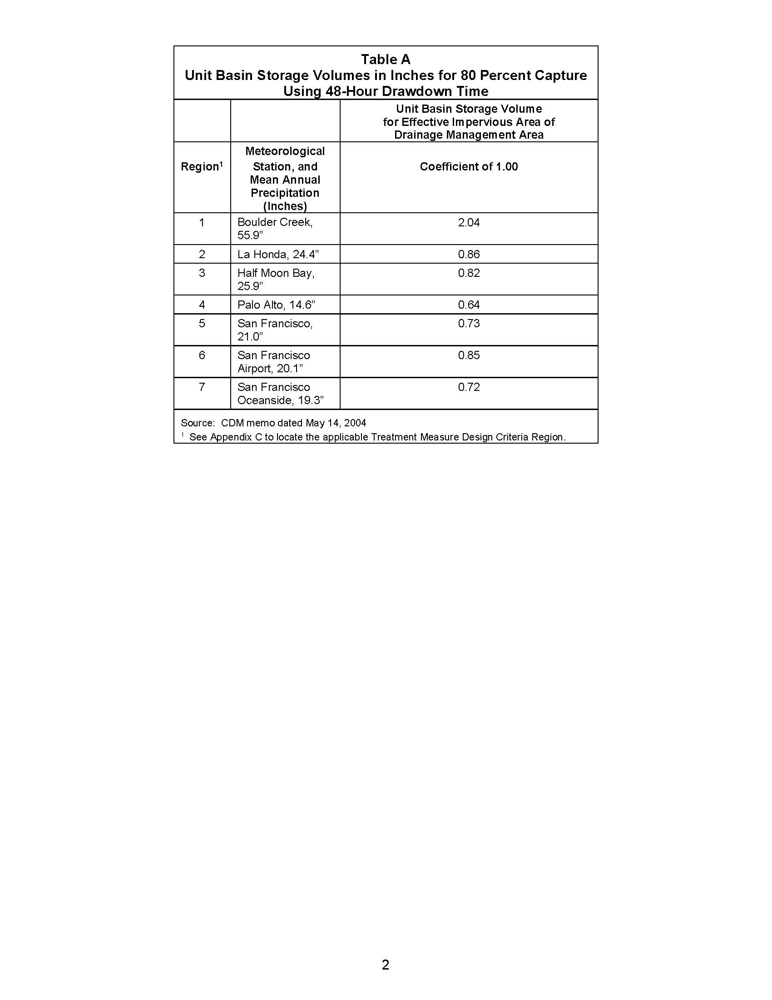 Table A
Unit Basin Storage Volumes in Inches for 80 Percent Capture
Using 48-Hour Drawdown Time
Unit Basin Storage Volume
for Effective Impervious Area of
Drainage Management Area
Region¹
Meteorological
Station, and
Mean Annual
Precipitation
(Inches)
Coefficient of 1.00
1
Boulder Creek,
55.9”
2.04
2
La Honda, 24.4”
0.86
3
Half Moon Bay,
25.9”
0.82
4
Palo Alto, 14.6”
0.64
5
San Francisco,
21.0”
0.73
6
San Francisco
Airport, 20.1”
0.85
7
San Francisco
Oceanside, 19.3”
0.72
Source: CDM memo dated May 14, 2004
¹ See Appendix C to locate the applicable Treatment Measure Design Criteria Region.
2